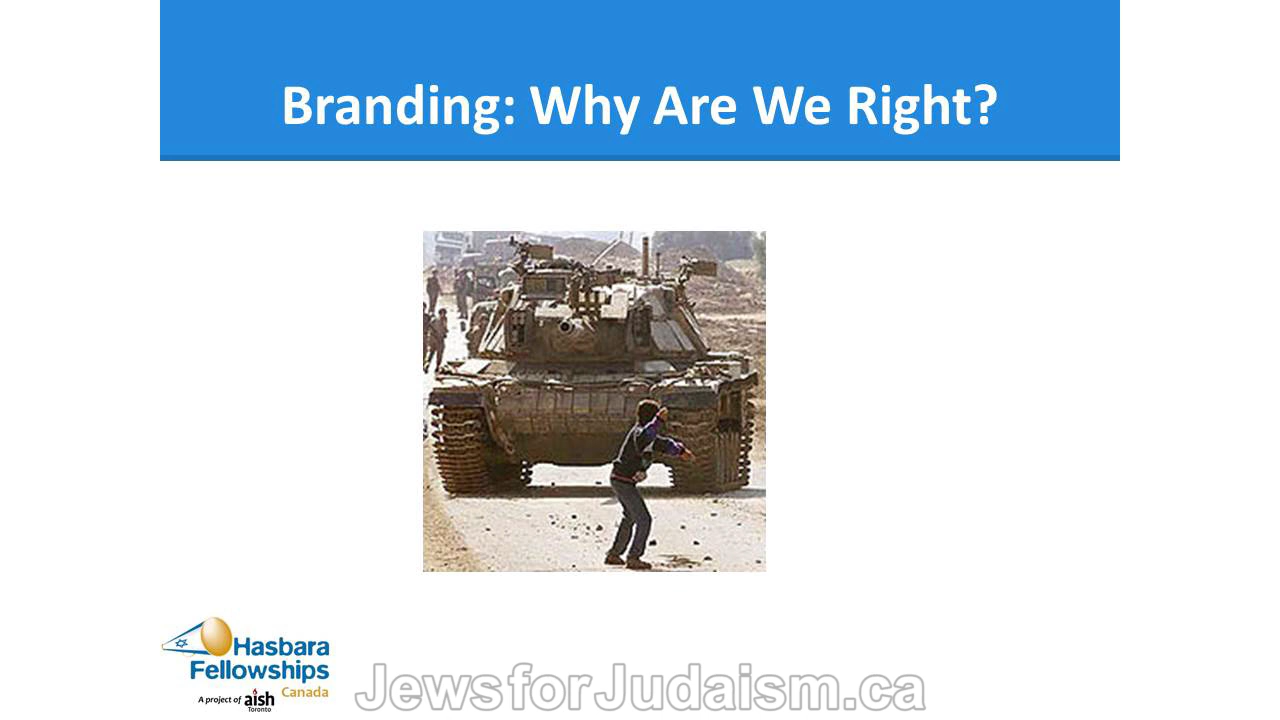 Branding: Why Are We Right?
Hasbara
Fellowships
Canada
A project of aish
Toronto
JewsforJudaism.ca